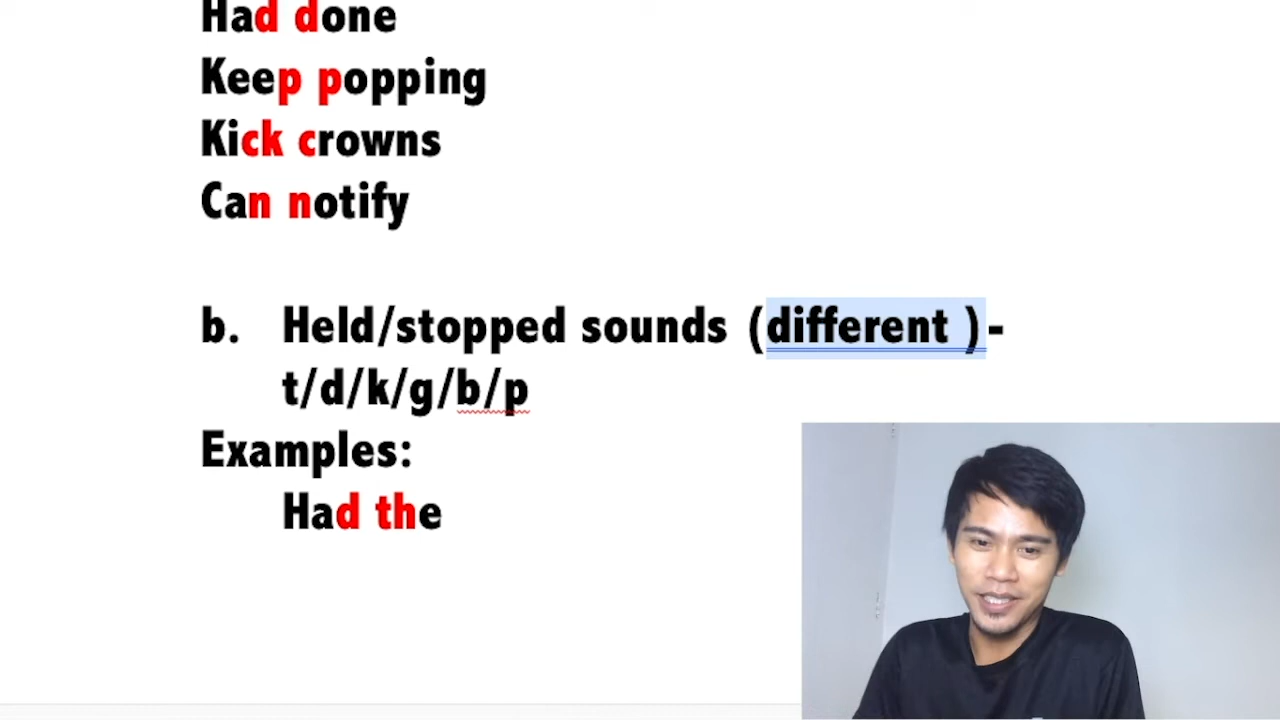 Had done
Keep popping
Kick crowns
Can notify
b. Held/stopped sounds (different )-
t/d/k/g/b/p
Examples:
Had the